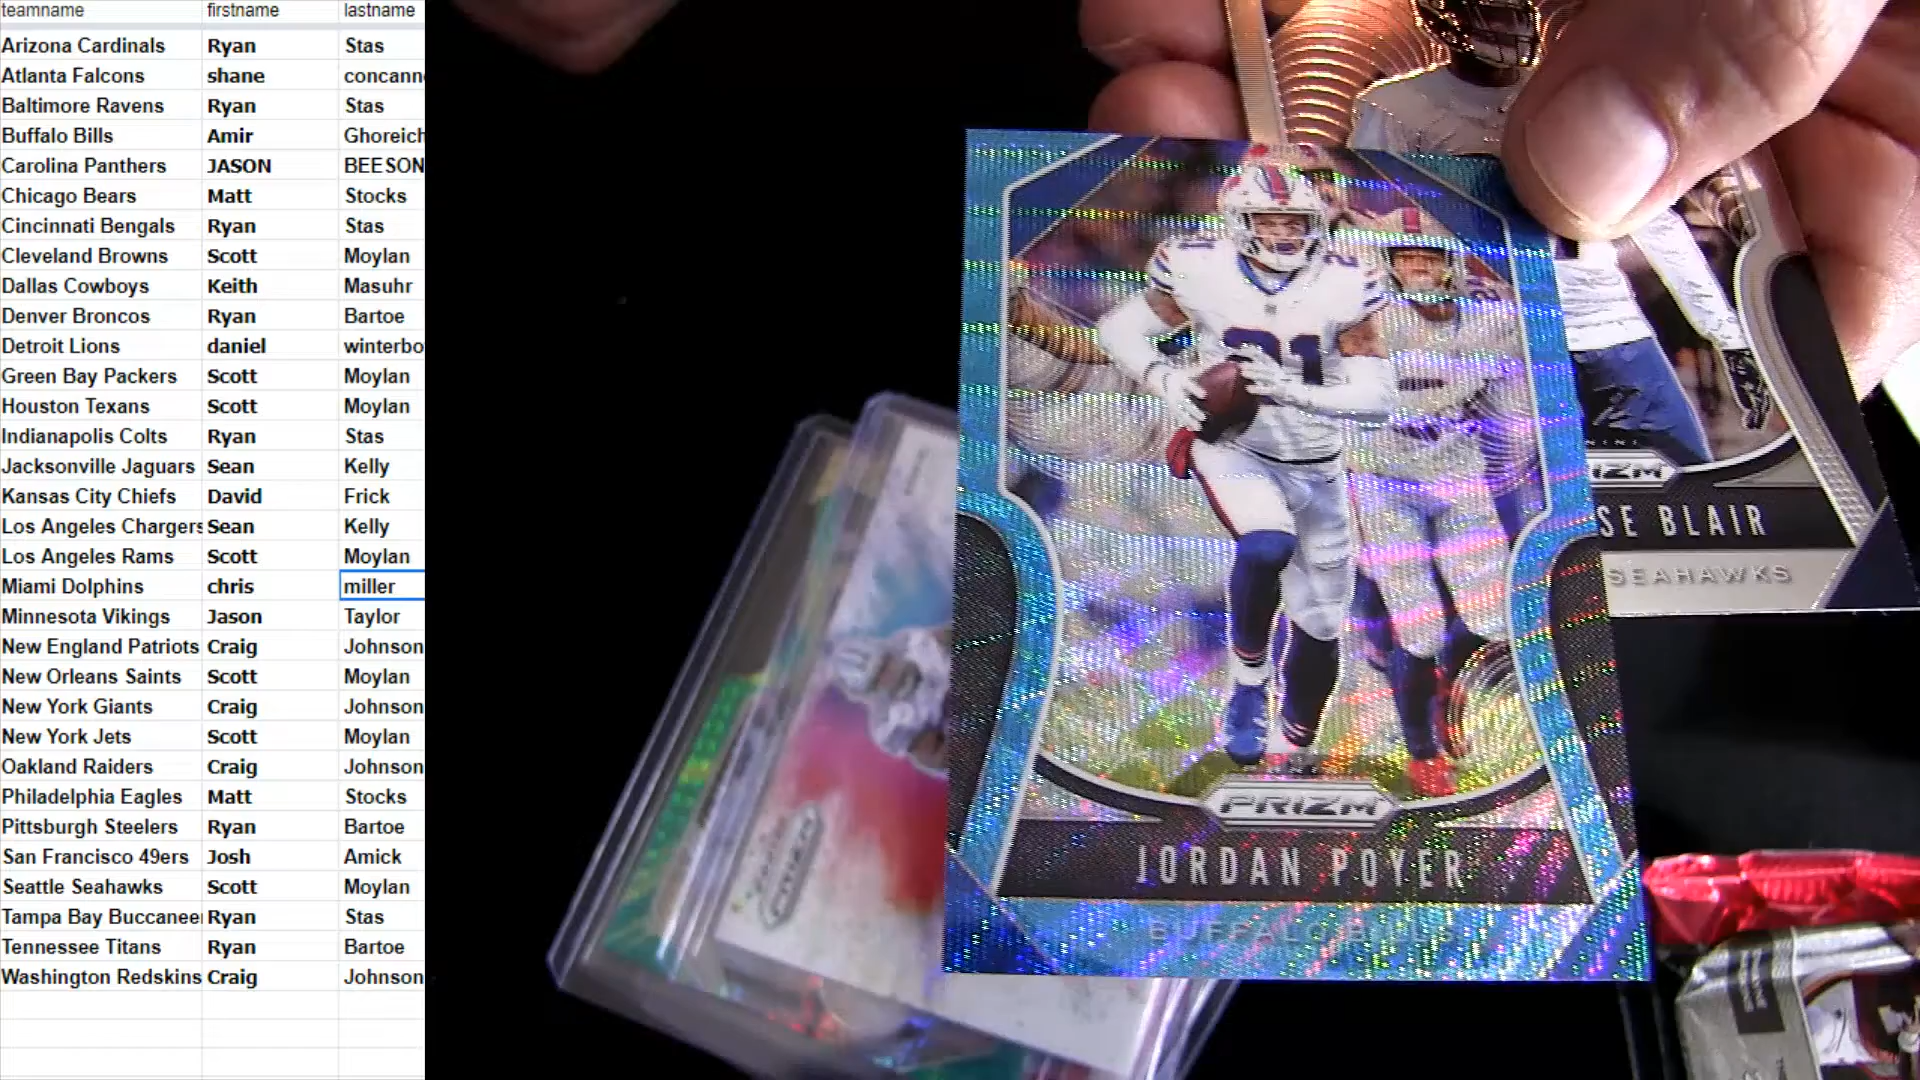 teamname firstname lastname
Arizona Cardinals Ryan Stas
Atlanta Falcons shane concann
Baltimore Ravens Ryan Stas
Buffalo Bills Amir Ghoreich
Carolina Panthers JASON BEESON
Chicago Bears Matt Stocks
Cincinnati Bengals Ryan Stas
Cleveland Browns Scott Moylan
Dallas Cowboys Keith Masuhr
Denver Broncos Ryan Bartoe
Detroit Lions daniel winterbo
Green Bay Packers Scott Moylan
Houston Texans Scott Moylan
Indianapolis Colts Ryan Stas
Jacksonville Jaguars Sean Kelly
Kansas City Chiefs David Frick
Los Angeles Chargers Sean Kelly
Los Angeles Rams Scott Moylan
Miami Dolphins chris miller
Minnesota Vikings Jason Taylor
New England Patriots Craig Johnson
New Orleans Saints Scott Moylan
New York Giants Craig Johnson
New York Jets Scott Moylan
Oakland Raiders Craig Johnson
Philadelphia Eagles Matt Stocks
Pittsburgh Steelers Ryan Bartoe
San Francisco 49ers Josh Amick
Seattle Seahawks Scott Moylan
Tampa Bay Buccanee Ryan Stas
Tennessee Titans Ryan Bartoe
Washington Redskins Craig Johnson
21
PANINI
PRIZM
JORDAN POYER
BUFFALO BILLS
IZM
SE BLAIR
SEAHAWKS
PRIZM